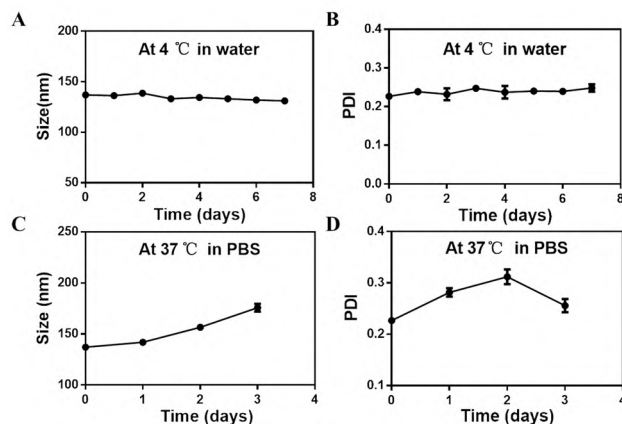 A
At 4 ℃ in water
Size(nm)
200
150
100
50
0 2 4 6 8
Time (days)
B
At 4 ℃ in water
PDI
0.4
0.3
0.2
0.1
0.0
0 2 4 6 8
Time (days)
C
At 37 ℃ in PBS
Size (nm)
250
200
150
100
0 1 2 3 4
Time (days)
D
At 37 ℃ in PBS
PDI
0.4
0.3
0.2
0.1
0 1 2 3 4
Time (days)